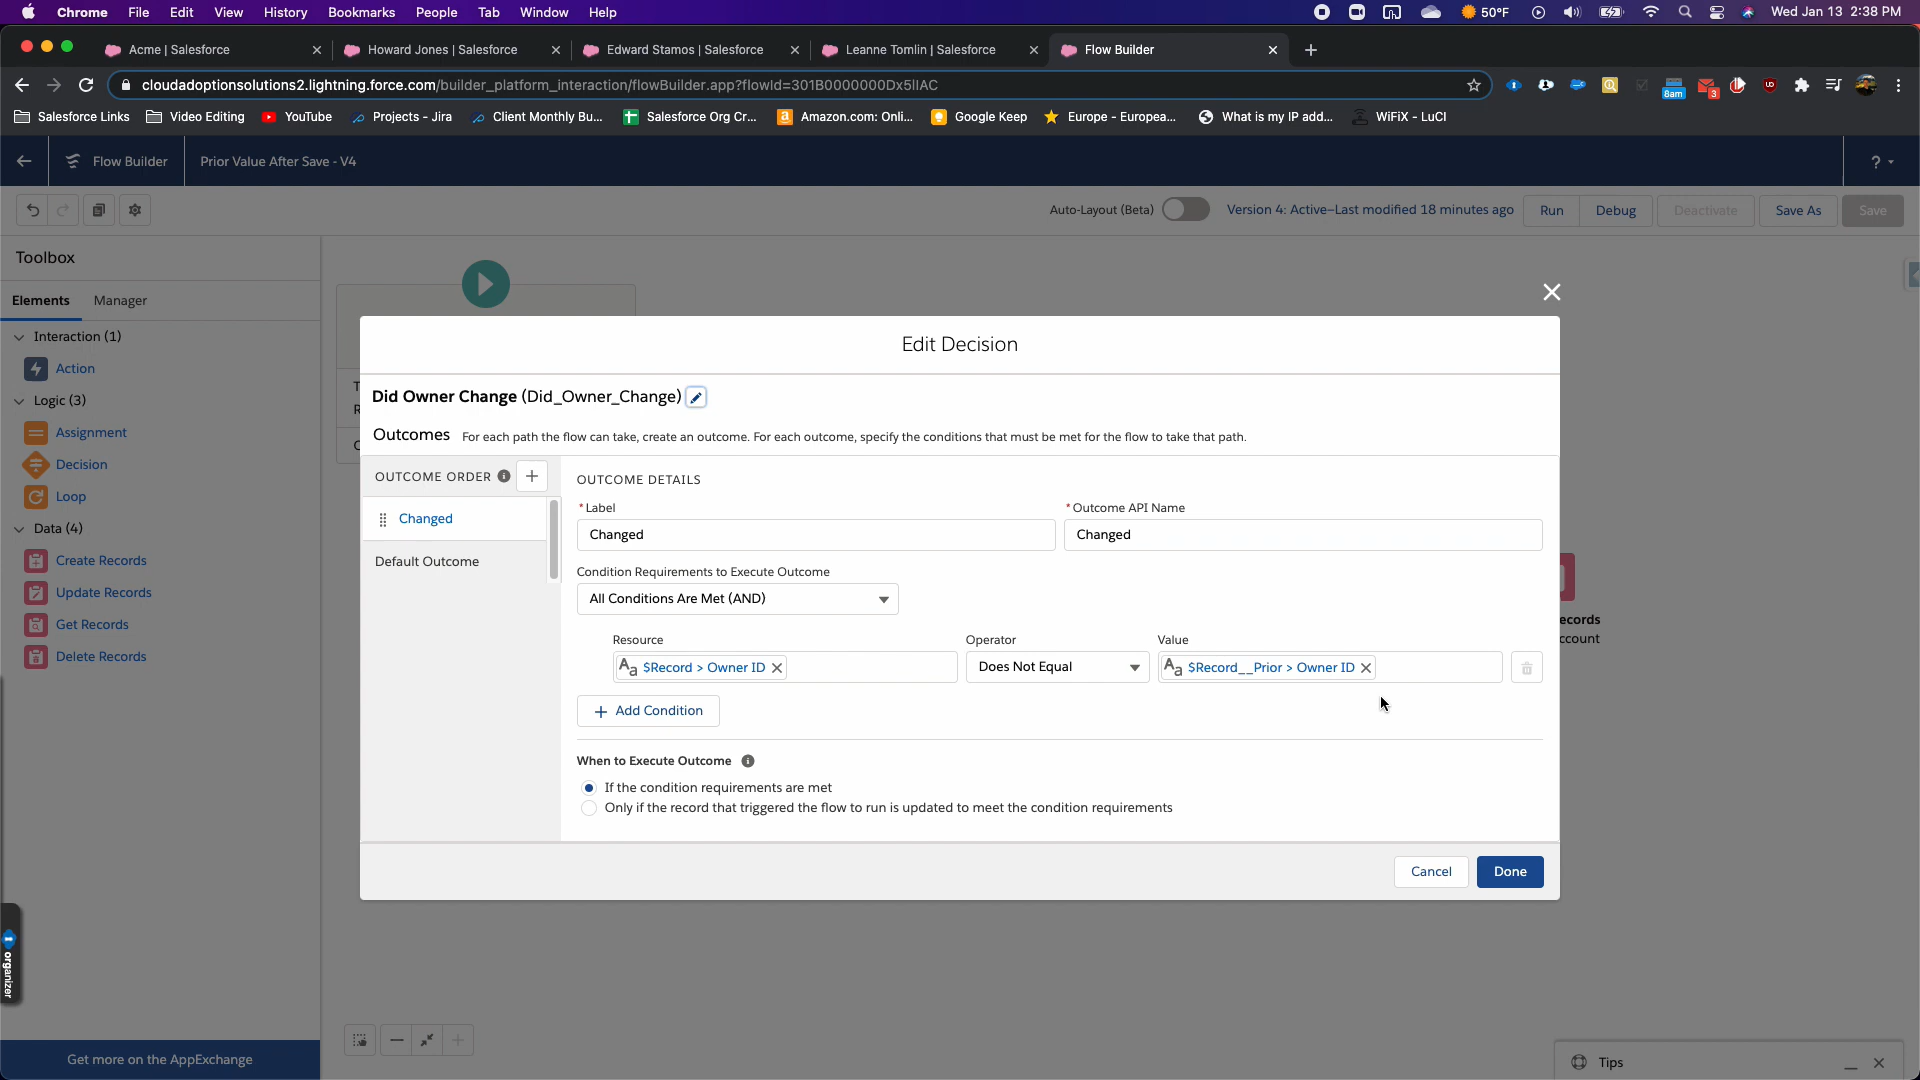 Chrome File Edit View History Bookmarks People Tab Window Help 50°F Wed Jan 13 2:38 PM
Acme | Salesforce Howard Jones | Salesforce Edward Stamos | Salesforce Leanne Tomlin | Salesforce Flow Builder
cloudadoptionsolutions2.lightning.force.com/builder_platform_interaction/flowBuilder.app?flowId=301B0000000Dx5lIAC 8am 3
Salesforce Links Video Editing YouTube Projects - Jira Client Monthly Bu... Salesforce Org Cr... Amazon.com: Onli... Google Keep Europe - Europea... What is my IP add... WiFiX - LuCI
Flow Builder Prior Value After Save - V4 ?
Auto-Layout (Beta) Version 4: Active—Last modified 18 minutes ago Run Debug Deactivate Save As Save
Toolbox
Elements Manager
Interaction (1)
Action
Logic (3)
Assignment
Decision
Loop
Data (4)
Create Records
Update Records
Get Records
Delete Records
Get more on the AppExchange
organizer
Edit Decision
Did Owner Change (Did_Owner_Change)
Outcomes For each path the flow can take, create an outcome. For each outcome, specify the conditions that must be met for the flow to take that path.
OUTCOME ORDER
Changed
Default Outcome
OUTCOME DETAILS
*Label *Outcome API Name
Changed Changed
Condition Requirements to Execute Outcome
All Conditions Are Met (AND)
Resource Operator Value
Aa $Record > Owner ID Does Not Equal Aa $Record__Prior > Owner ID
Add Condition
When to Execute Outcome
If the condition requirements are met
Only if the record that triggered the flow to run is updated to meet the condition requirements
Cancel Done
ecords
ccount
Tips